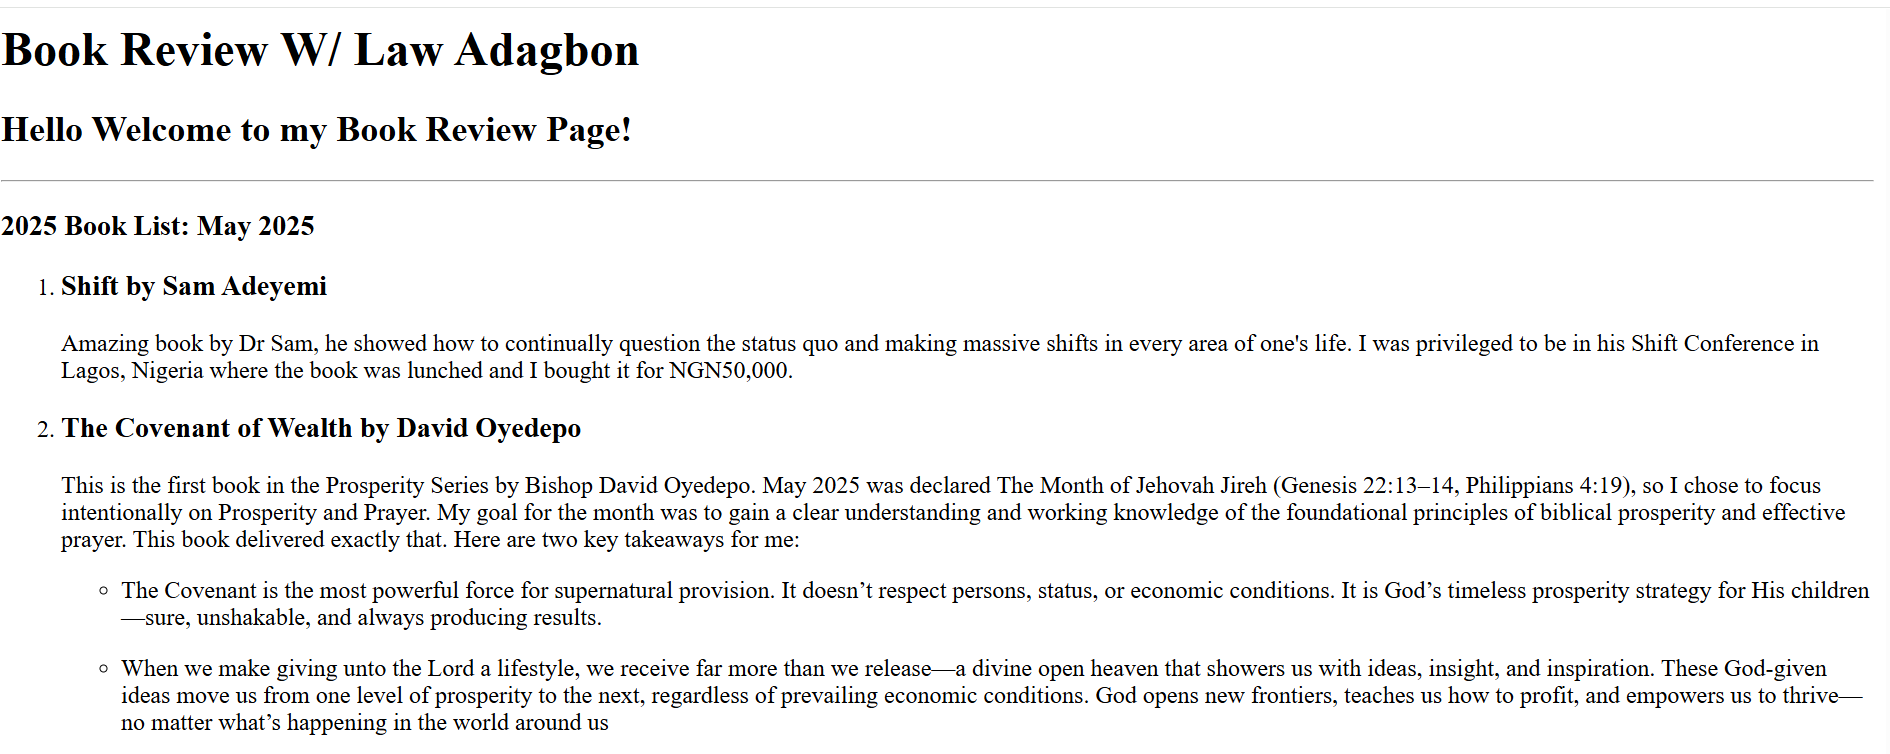 Book Review W/ Law Adagbon
Hello Welcome to my Book Review Page!
2025 Book List: May 2025
1. Shift by Sam Adeyemi
Amazing book by Dr Sam, he showed how to continually question the status quo and making massive shifts in every area of one's life. I was privileged to be in his Shift Conference in
Lagos, Nigeria where the book was lunched and I bought it for NGN50,000.
2. The Covenant of Wealth by David Oyedepo
This is the first book in the Prosperity Series by Bishop David Oyedepo. May 2025 was declared The Month of Jehovah Jireh (Genesis 22:13–14, Philippians 4:19), so I chose to focus
intentionally on Prosperity and Prayer. My goal for the month was to gain a clear understanding and working knowledge of the foundational principles of biblical prosperity and effective
prayer. This book delivered exactly that. Here are two key takeaways for me:
◦ The Covenant is the most powerful force for supernatural provision. It doesn’t respect persons, status, or economic conditions. It is God’s timeless prosperity strategy for His children
—sure, unshakable, and always producing results.
◦ When we make giving unto the Lord a lifestyle, we receive far more than we release—a divine open heaven that showers us with ideas, insight, and inspiration. These God-given
ideas move us from one level of prosperity to the next, regardless of prevailing economic conditions. God opens new frontiers, teaches us how to profit, and empowers us to thrive—
no matter what’s happening in the world around us